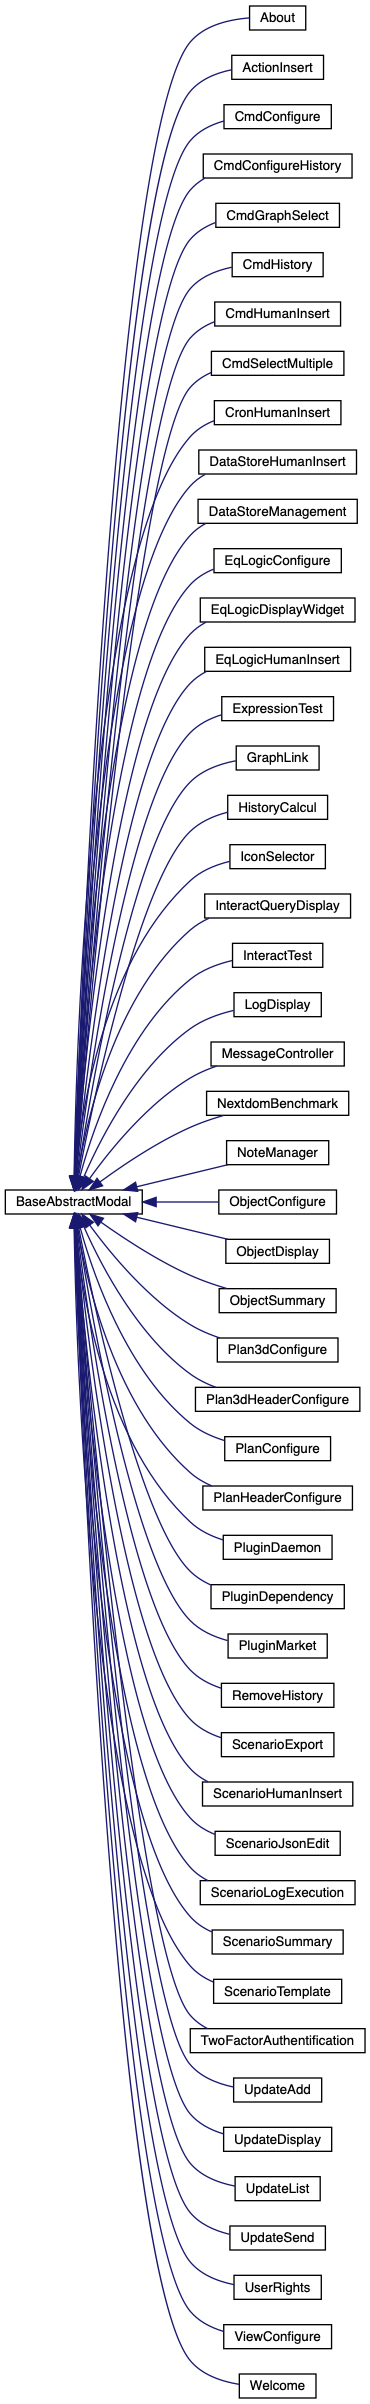 About
ActionInsert
CmdConfigure
CmdConfigureHistory
CmdGraphSelect
CmdHistory
CmdHumanInsert
CmdSelectMultiple
CronHumanInsert
DataStoreHumanInsert
DataStoreManagement
EqLogicConfigure
EqLogicDisplayWidget
EqLogicHumanInsert
ExpressionTest
GraphLink
HistoryCalcul
IconSelector
InteractQueryDisplay
InteractTest
LogDisplay
MessageController
NextdomBenchmark
NoteManager
BaseAbstractModal
ObjectConfigure
ObjectDisplay
ObjectSummary
Plan3dConfigure
Plan3dHeaderConfigure
PlanConfigure
PlanHeaderConfigure
PluginDaemon
PluginDependency
PluginMarket
RemoveHistory
ScenarioExport
ScenarioHumanInsert
ScenarioJsonEdit
ScenarioLogExecution
ScenarioSummary
ScenarioTemplate
TwoFactorAuthentification
UpdateAdd
UpdateDisplay
UpdateList
UpdateSend
UserRights
ViewConfigure
Welcome